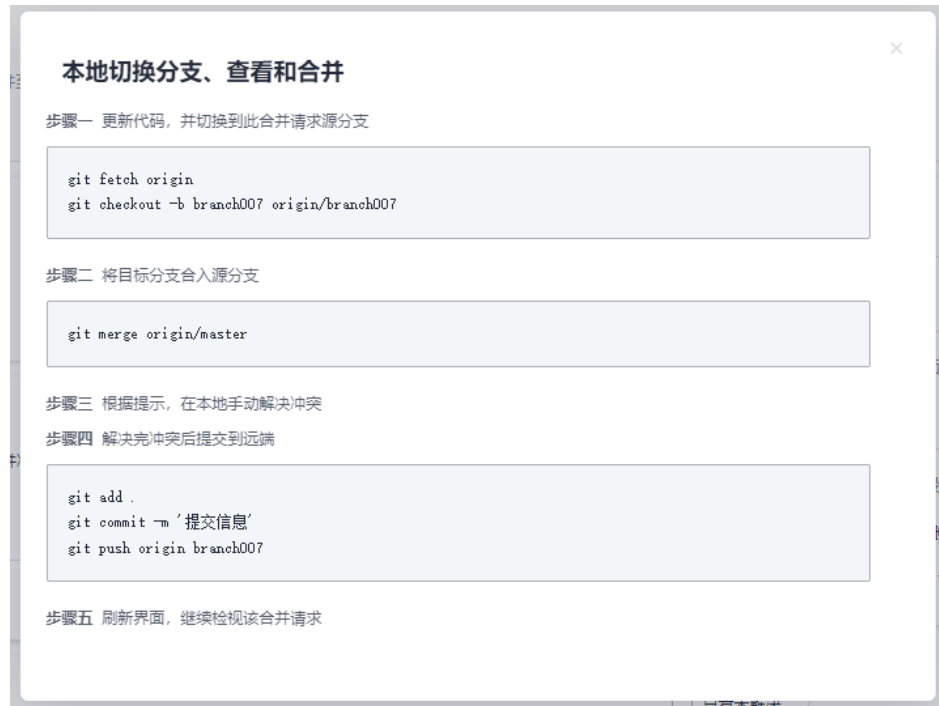 本地切换分支、查看和合并
步骤一 更新代码，并切换到此合并请求源分支
git fetch origin
git checkout -b branch007 origin/branch007
步骤二 将目标分支合入源分支
git merge origin/master
步骤三 根据提示，在本地手动解决冲突
步骤四 解决完冲突后提交到远端
git add .
git commit -m '提交信息'
git push origin branch007
步骤五 刷新界面，继续检视该合并请求